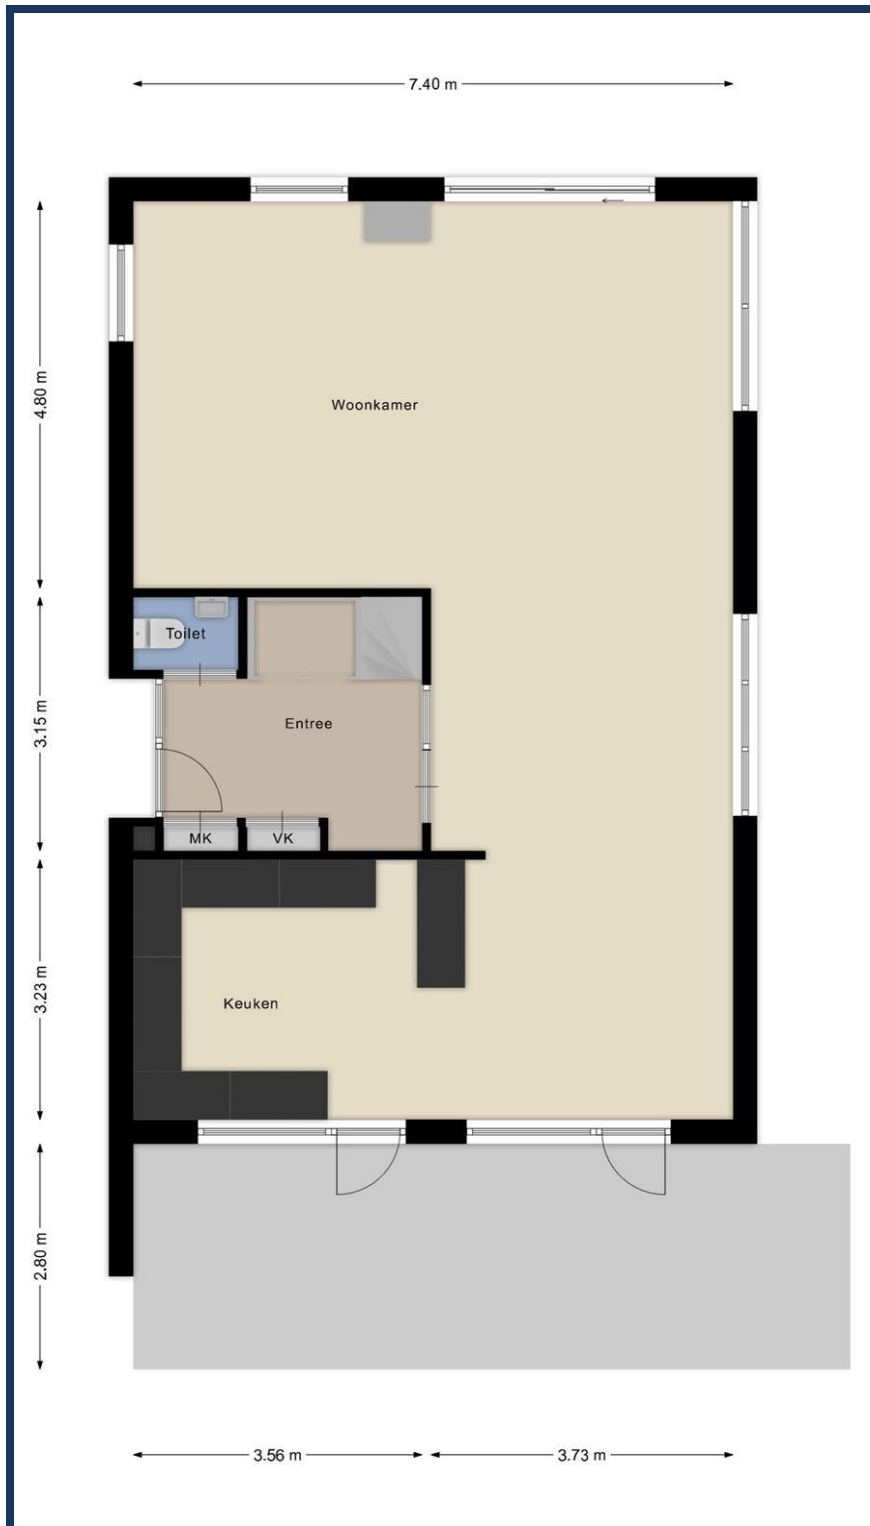 7.40 m
4.80 m
Woonkamer
Toilet
3.15 m
Entree
MK
VK
3.23 m
Keuken
2.80 m
3.56 m
3.73 m